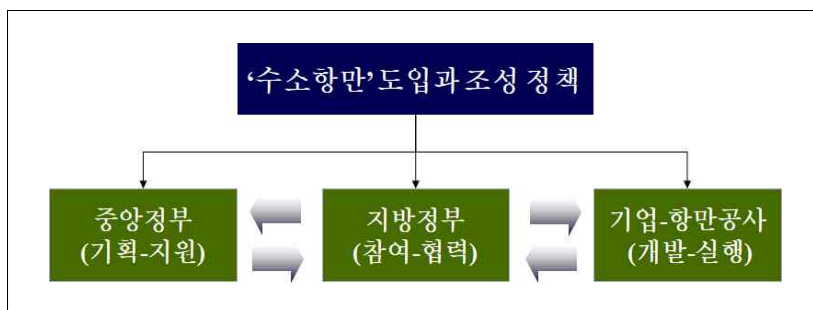 ‘수소항만’ 도입과 조성 정책
중앙정부
(기획-지원)
지방정부
(참여-협력)
기업-항만공사
(개발-실행)